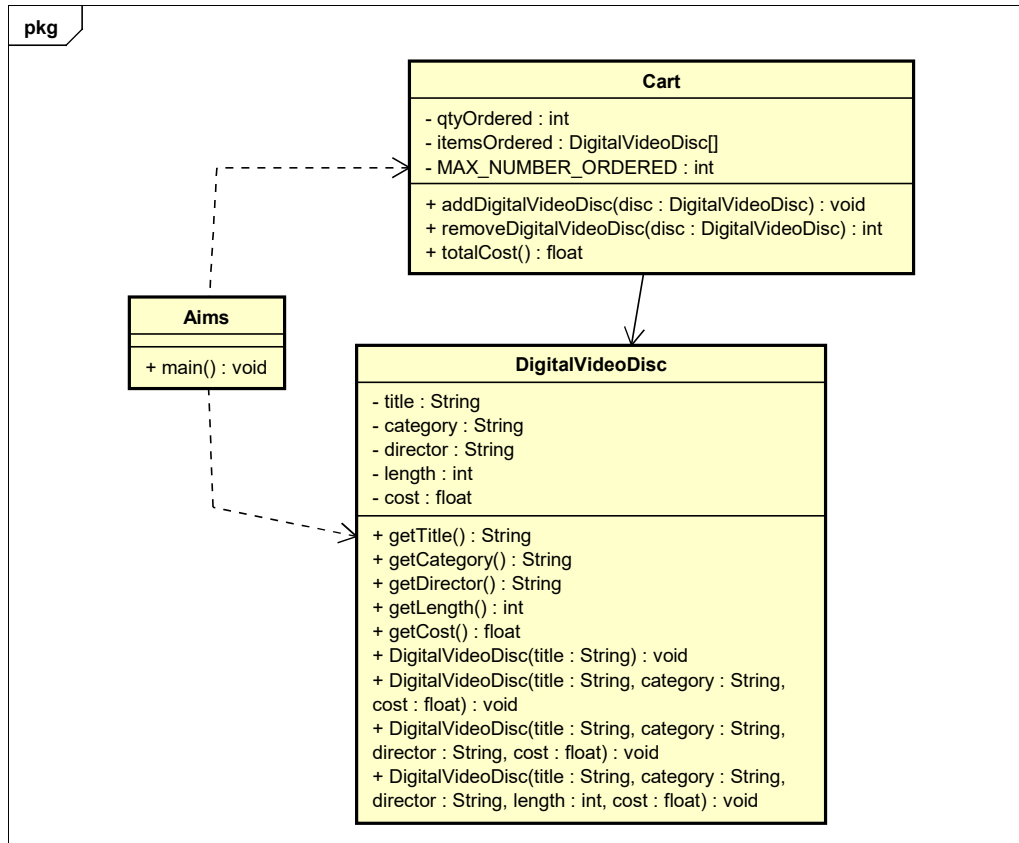 pkg
Cart
- qtyOrdered : int
- itemsOrdered : DigitalVideoDisc[]
- MAX_NUMBER_ORDERED : int
+ addDigitalVideoDisc(disc : DigitalVideoDisc) : void
+ removeDigitalVideoDisc(disc : DigitalVideoDisc) : int
+ totalCost() : float
Aims
+ main() : void
DigitalVideoDisc
- title : String
- category : String
- director : String
- length : int
- cost : float
+ getTitle() : String
+ getCategory() : String
+ getDirector() : String
+ getLength() : int
+ getCost() : float
+ DigitalVideoDisc(title : String) : void
+ DigitalVideoDisc(title : String, category : String,
cost : float) : void
+ DigitalVideoDisc(title : String, category : String,
director : String, cost : float) : void
+ DigitalVideoDisc(title : String, category : String,
director : String, length : int, cost : float) : void